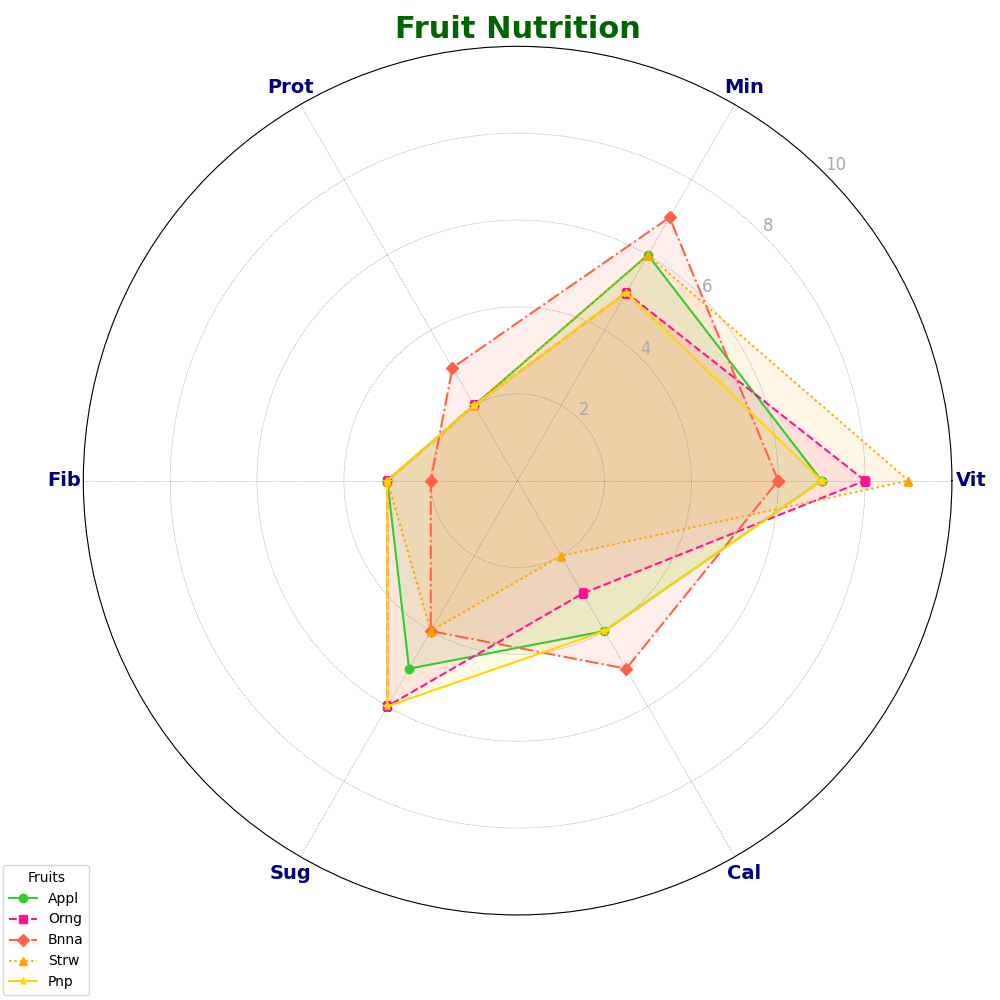 Fruit Nutrition
Prot
Min
10
8
6
4
2
Fib
Vit
Sug
Cal
Fruits
Appl
Orng
Bnna
Strw
Pnp